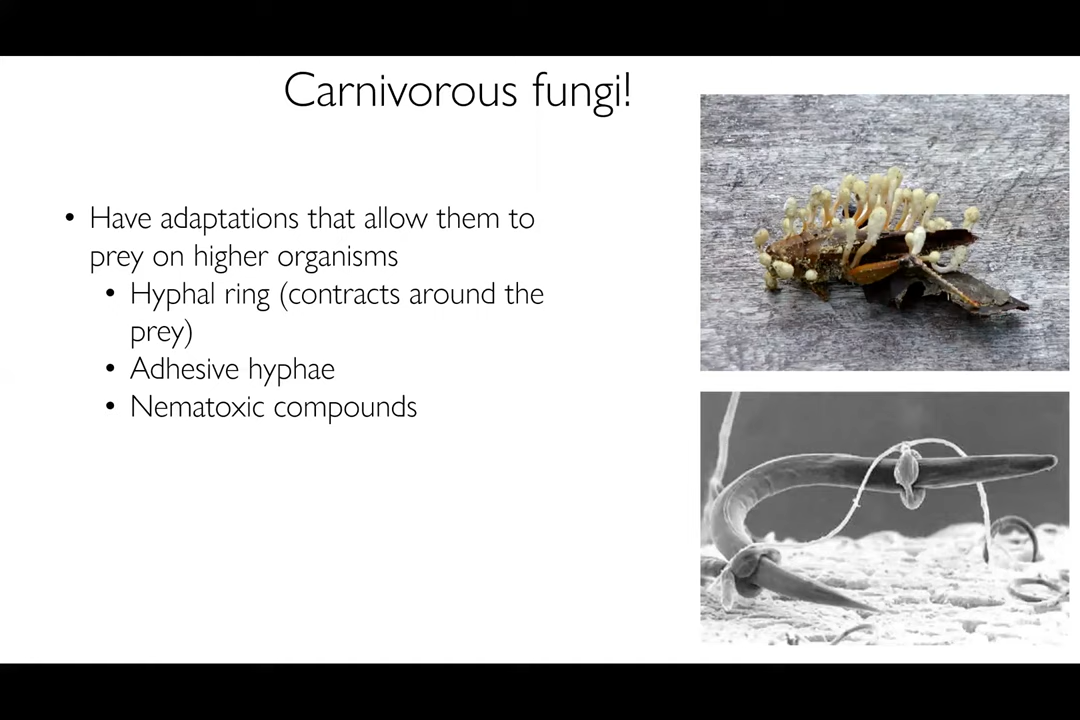 Carnivorous fungi!
• Have adaptations that allow them to
prey on higher organisms
• Hyphal ring (contracts around the
prey)
• Adhesive hyphae
• Nematoxic compounds